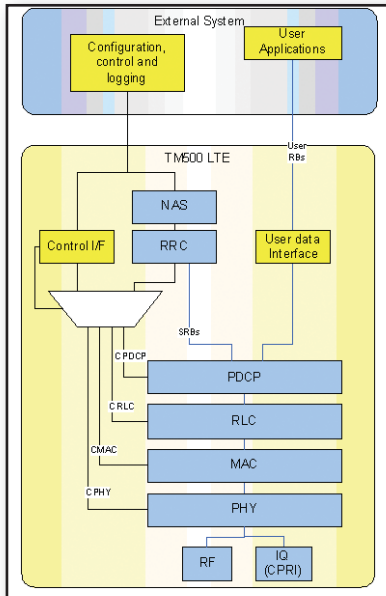 External System
Configuration,
control and
logging
User
Applications
User
RBs
TM500 LTE
NAS
Control I/F
RRC
User data
Interface
SRBs
CPDCP
PDCP
CRLC
RLC
CMAC
MAC
CPHY
PHY
RF
IQ
(CPRI)